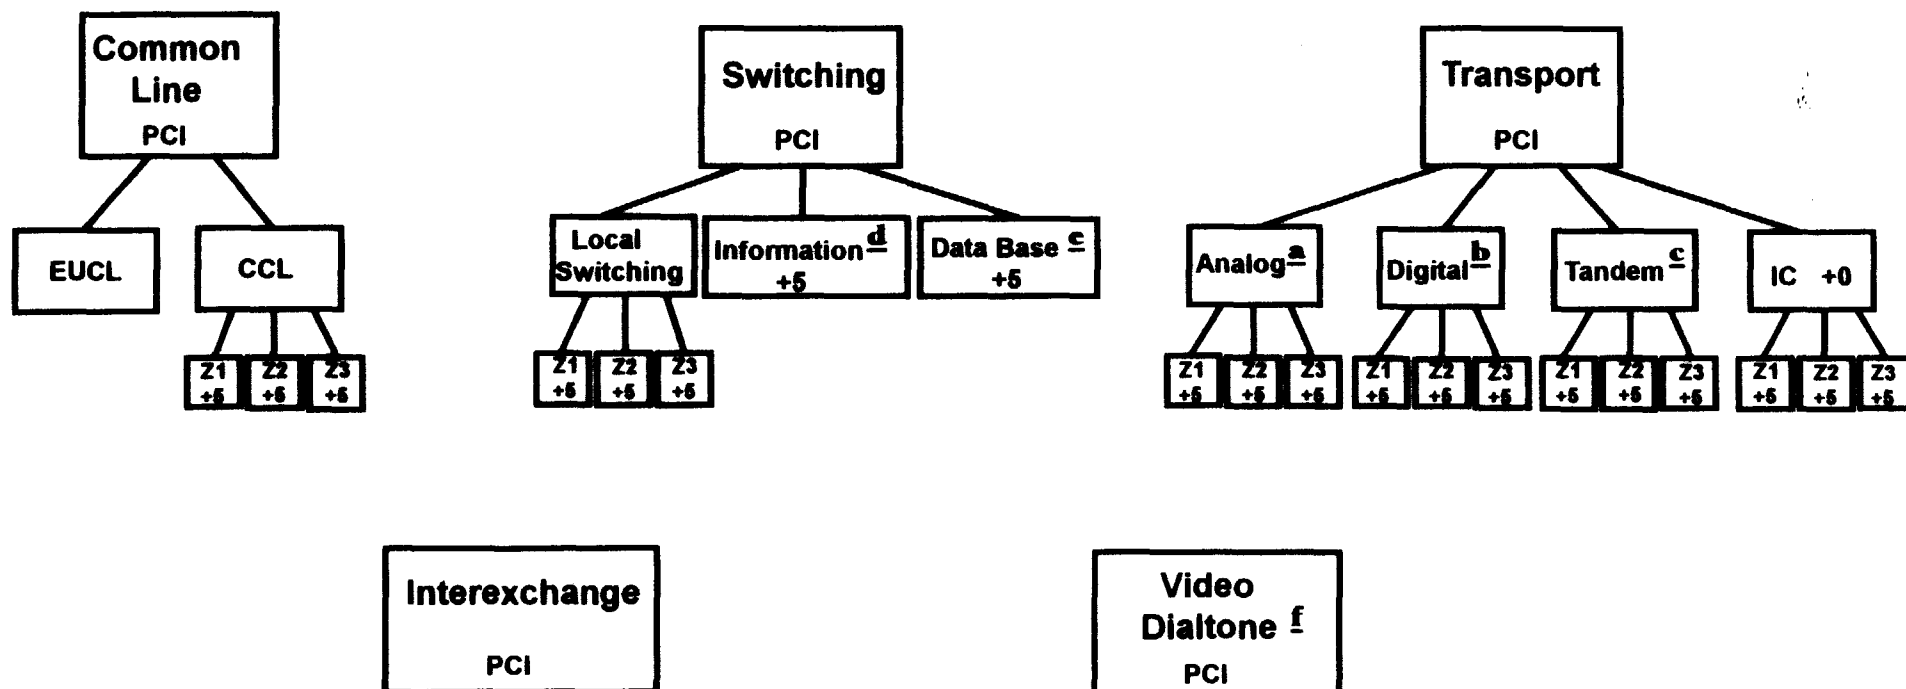 Common
Line
PCI
Switching
PCI
Transport
PCI
EUCL
CCL
Local
Switching
Information d
+5
Data Base e
+5
Analog a
Digital b
Tandem c
IC +0
Z1 Z2 Z3
+5 +5 +5
Z1 Z2 Z3
+5 +5 +5
Z1 Z2 Z3
+5 +5 +5
Z1 Z2 Z3
+5 +5 +5
Z1 Z2 Z3
+5 +5 +5
Z1 Z2 Z3
+5 +5 +5
Interexchange
PCI
Video
Dialtone f
PCI